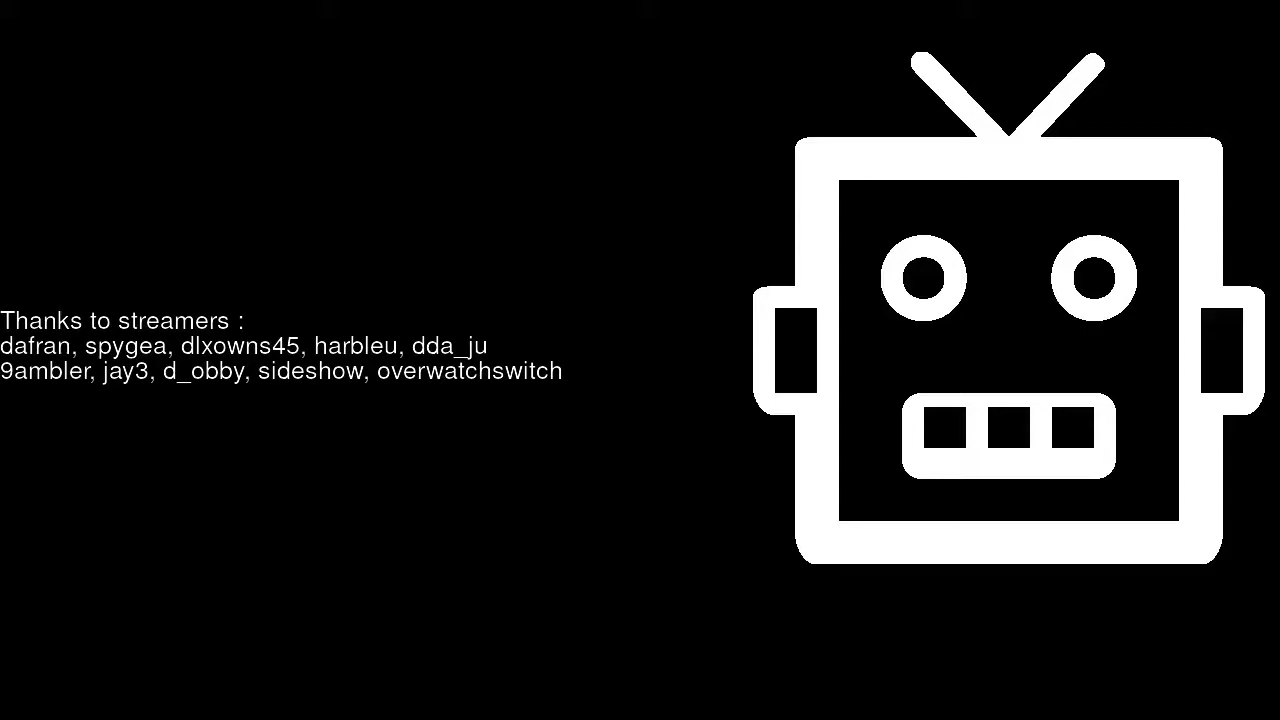 Thanks to streamers :
dafran, spygea, dlxowns45, harbleu, dda_ju
9ambler, jay3, d_obby, sideshow, overwatchswitch